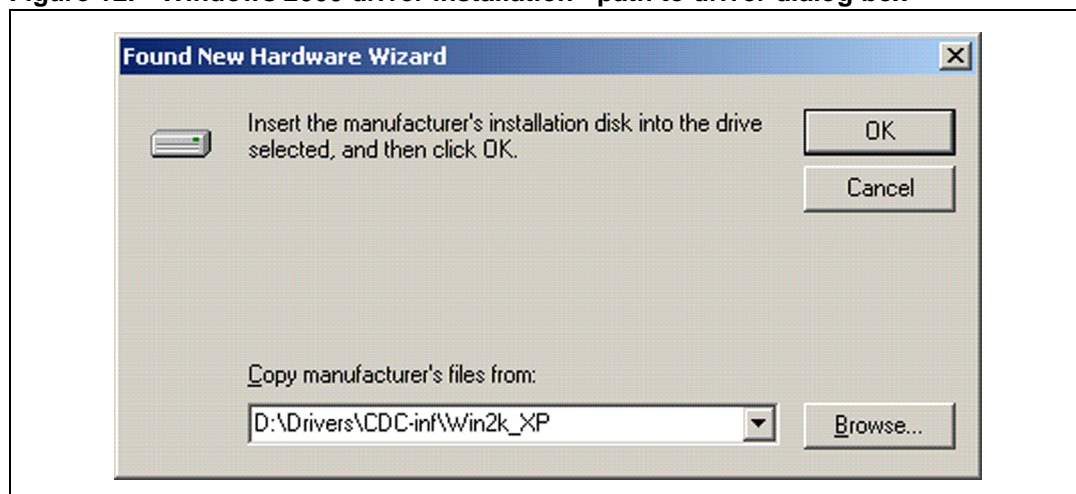 Found New Hardware Wizard
Insert the manufacturer's installation disk into the drive
selected, and then click OK.
OK
Cancel
Copy manufacturer's files from:
D:\Drivers\CDC-inf\Win2k_XP
Browse...